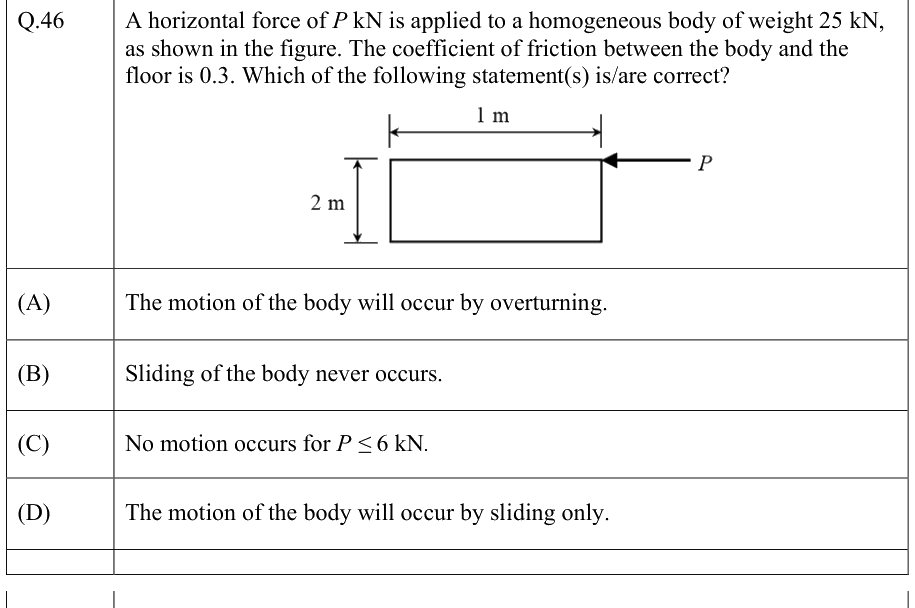 Q.46
A horizontal force of P kN is applied to a homogeneous body of weight 25 kN,
as shown in the figure. The coefficient of friction between the body and the
floor is 0.3. Which of the following statement(s) is/are correct?
1 m
P
2 m
(A)
The motion of the body will occur by overturning.
(B)
Sliding of the body never occurs.
(C)
No motion occurs for P ≤ 6 kN.
(D)
The motion of the body will occur by sliding only.